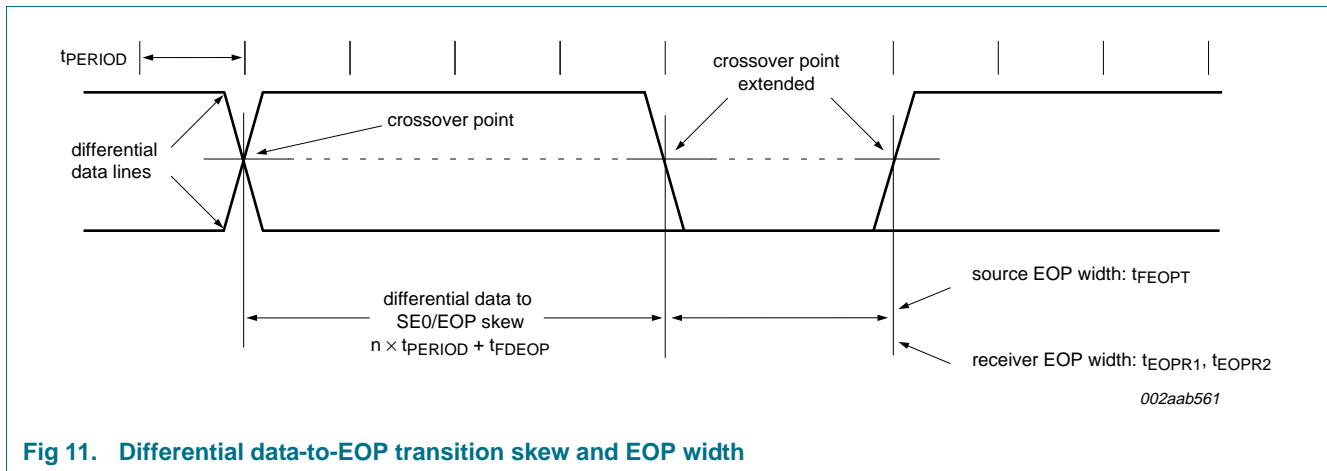 tPERIOD
crossover point
extended
crossover point
differential
data lines
differential data to
SE0/EOP skew
n × tPERIOD + tFDEOP
source EOP width: tFEOPT
receiver EOP width: tEOPR1, tEOPR2
002aab561
Fig 11. Differential data-to-EOP transition skew and EOP width